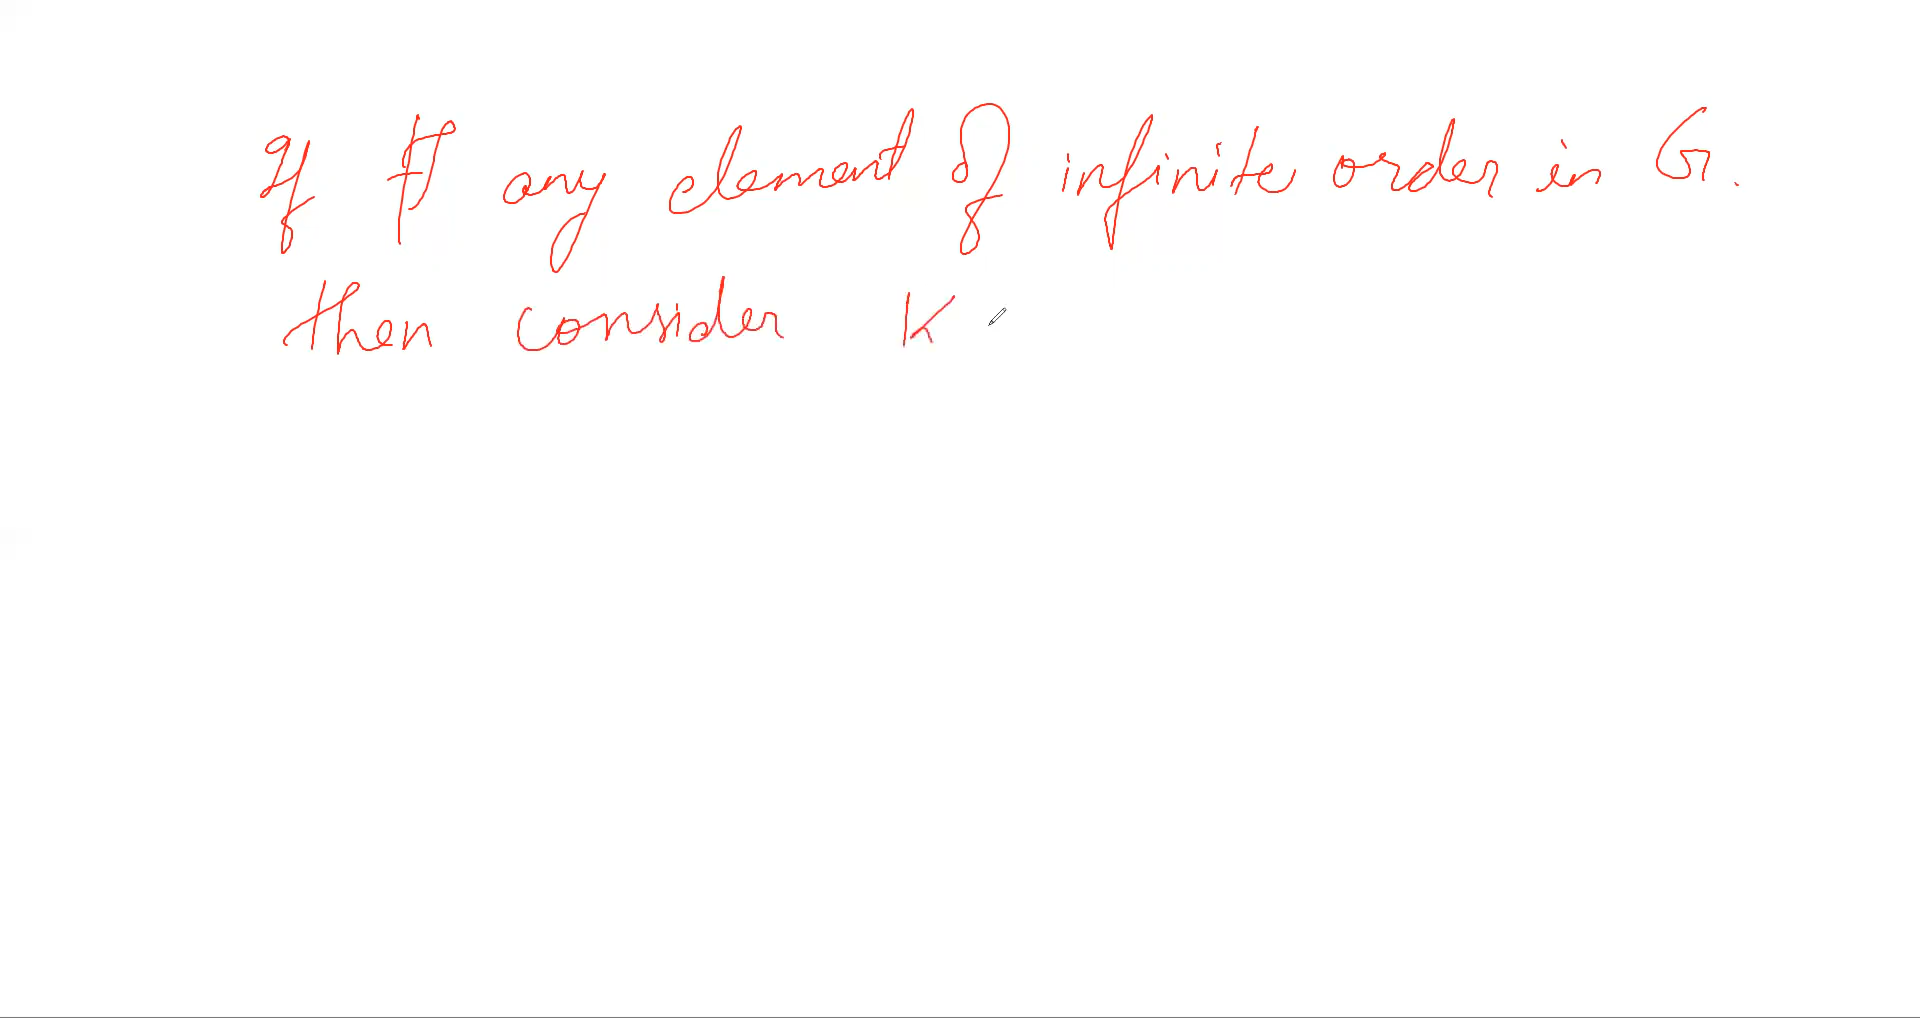 If ∄ any element of infinite order in G.
then consider K